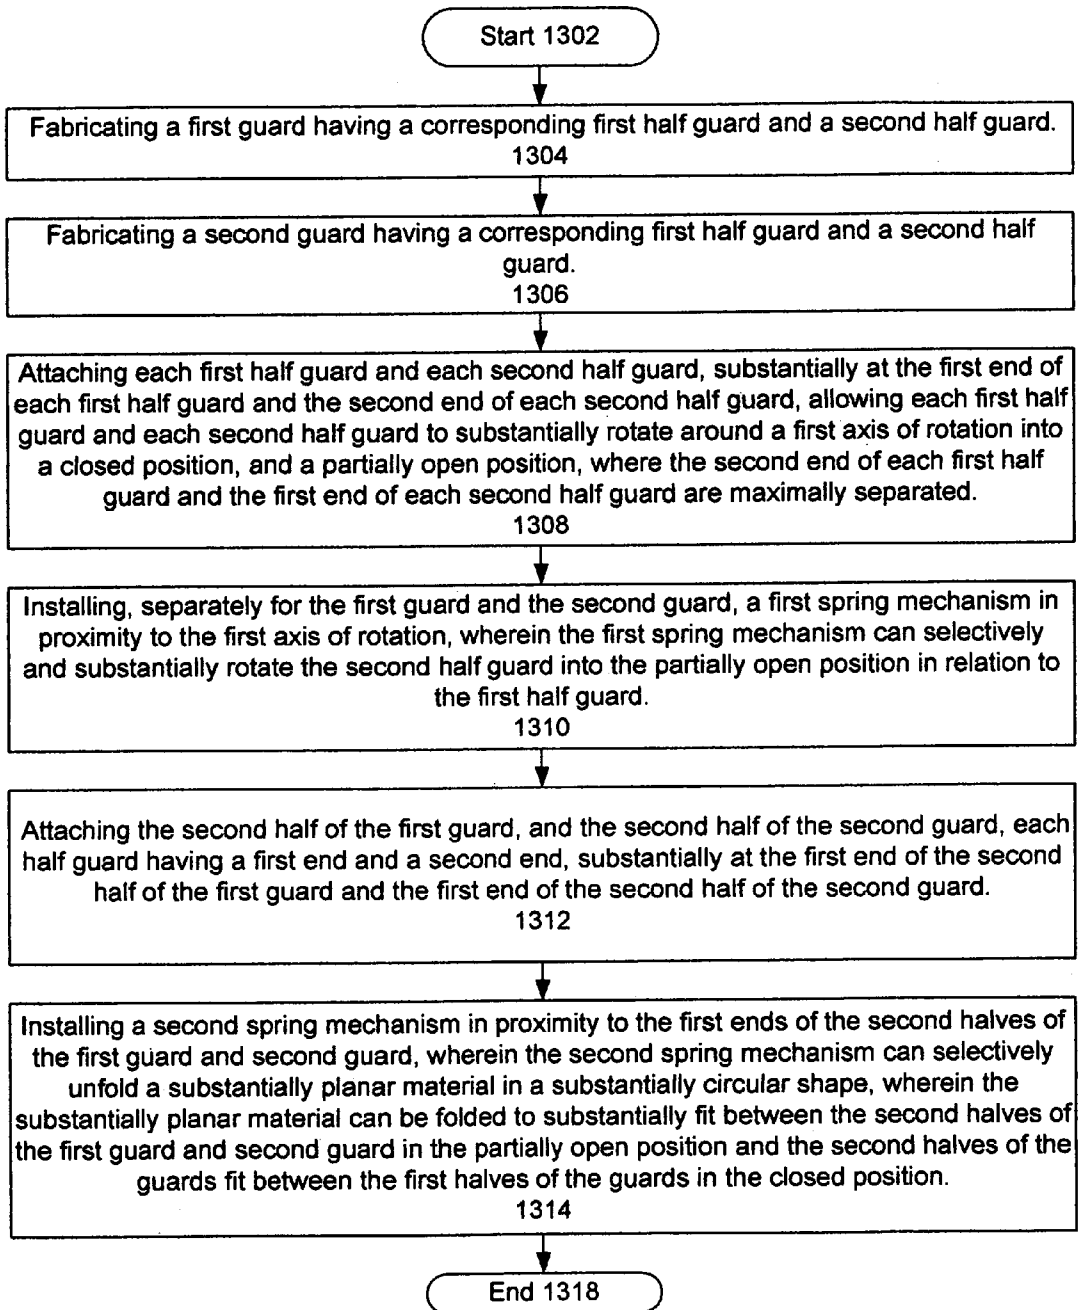 Start 1302
Fabricating a first guard having a corresponding first half guard and a second half guard.
1304
Fabricating a second guard having a corresponding first half guard and a second half
guard.
1306
Attaching each first half guard and each second half guard, substantially at the first end of
each first half guard and the second end of each second half guard, allowing each first half
guard and each second half guard to substantially rotate around a first axis of rotation into
a closed position, and a partially open position, where the second end of each first half
guard and the first end of each second half guard are maximally separated.
1308
Installing, separately for the first guard and the second guard, a first spring mechanism in
proximity to the first axis of rotation, wherein the first spring mechanism can selectively
and substantially rotate the second half guard into the partially open position in relation to
the first half guard.
1310
Attaching the second half of the first guard, and the second half of the second guard, each
half guard having a first end and a second end, substantially at the first end of the second
half of the first guard and the first end of the second half of the second guard.
1312
Installing a second spring mechanism in proximity to the first ends of the second halves of
the first guard and second guard, wherein the second spring mechanism can selectively
unfold a substantially planar material in a substantially circular shape, wherein the
substantially planar material can be folded to substantially fit between the second halves of
the first guard and second guard in the partially open position and the second halves of the
guards fit between the first halves of the guards in the closed position.
1314
End 1318